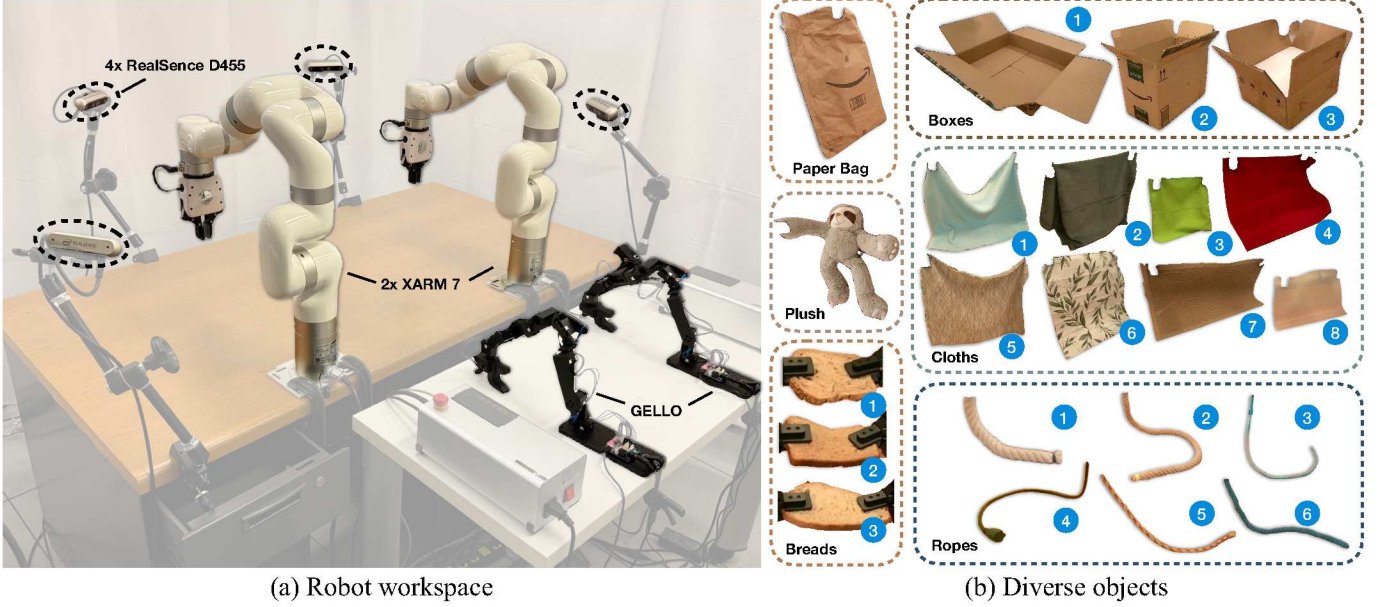 4x RealSence D455
REALSENSE
2x XARM 7
GELLO
(a) Robot workspace
Paper Bag
Plush
1
2
3
Breads
1
2
3
Boxes
1
2
3
4
5
6
7
8
Cloths
1
2
3
4
5
6
Ropes
(b) Diverse objects